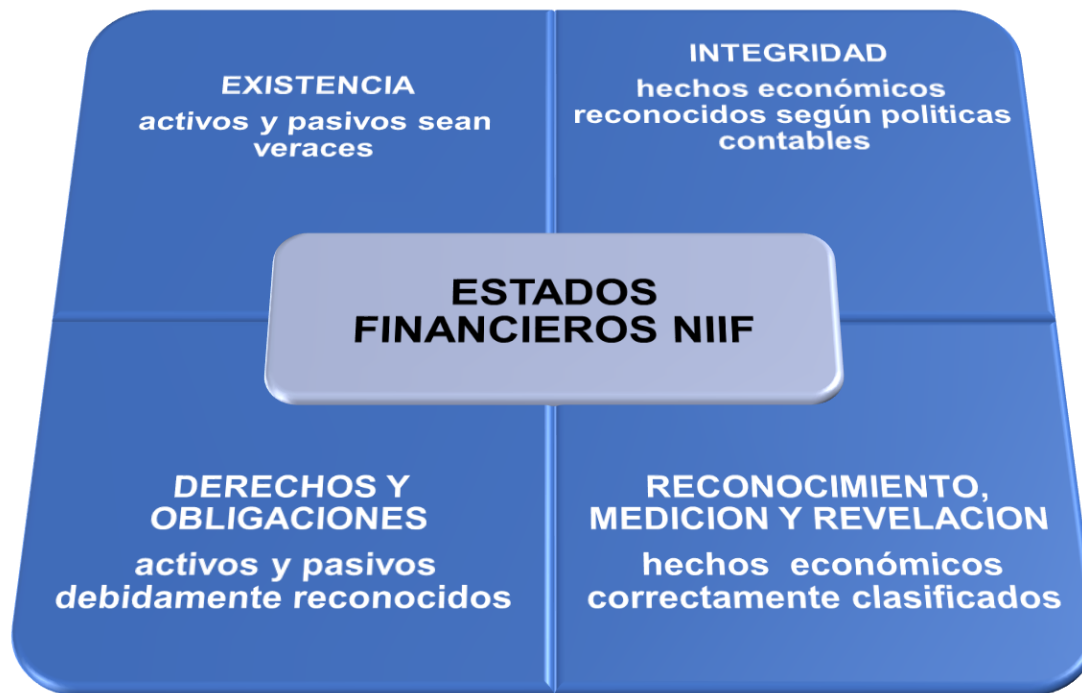 EXISTENCIA
activos y pasivos sean
veraces
INTEGRIDAD
hechos económicos
reconocidos según politicas
contables
ESTADOS
FINANCIEROS NIIF
DERECHOS Y
OBLIGACIONES
activos y pasivos
debidamente reconocidos
RECONOCIMIENTO,
MEDICION Y REVELACION
hechos económicos
correctamente clasificados